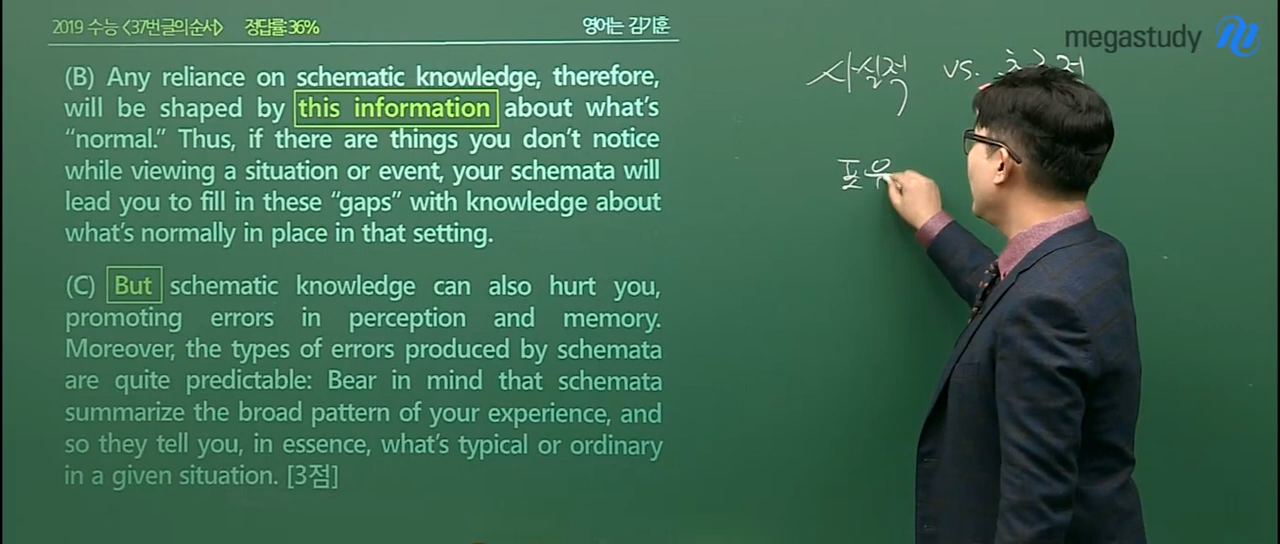 2019 수능 <37번 글의 순서> 정답률: 36%
영어는 김기훈
megastudy
(B) Any reliance on schematic knowledge, therefore,
will be shaped by this information about what's
"normal." Thus, if there are things you don't notice
while viewing a situation or event, your schemata will
lead you to fill in these "gaps" with knowledge about
what's normally in place in that setting.
(C) But schematic knowledge can also hurt you,
promoting errors in perception and memory.
Moreover, the types of errors produced by schemata
are quite predictable: Bear in mind that schemata
summarize the broad pattern of your experience, and
so they tell you, in essence, what's typical or ordinary
in a given situation. [3점]
사실적 vs.